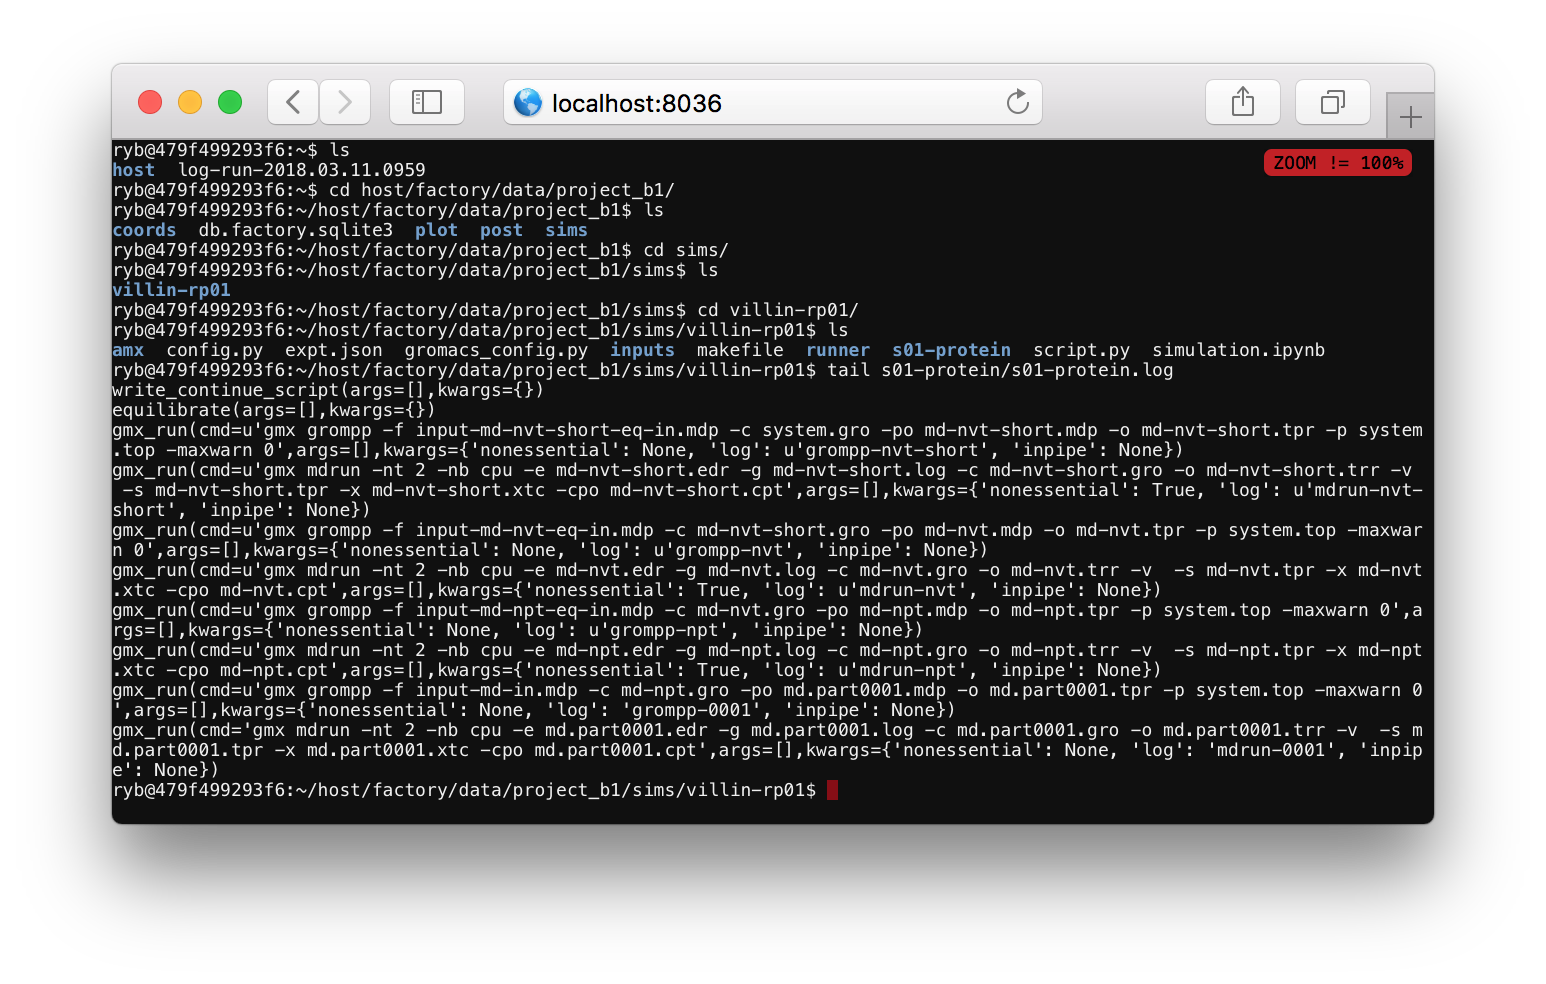 localhost:8036
ryb@479f499293f6:~$ ls
ZOOM != 100%
host  log-run-2018.03.11.0959
ryb@479f499293f6:~$ cd host/factory/data/project_b1/
ryb@479f499293f6:~/host/factory/data/project_b1$ ls
coords  db.factory.sqlite3  plot  post  sims
ryb@479f499293f6:~/host/factory/data/project_b1$ cd sims/
ryb@479f499293f6:~/host/factory/data/project_b1/sims$ ls
villin-rp01
ryb@479f499293f6:~/host/factory/data/project_b1/sims$ cd villin-rp01/
ryb@479f499293f6:~/host/factory/data/project_b1/sims/villin-rp01$ ls
amx  config.py  expt.json  gromacs_config.py  inputs  makefile  runner  s01-protein  script.py  simulation.ipynb
ryb@479f499293f6:~/host/factory/data/project_b1/sims/villin-rp01$ tail s01-protein/s01-protein.log
write_continue_script(args=[],kwargs={})
equilibrate(args=[],kwargs={})
gmx_run(cmd=u'gmx grompp -f input-md-nvt-short-eq-in.mdp -c system.gro -po md-nvt-short.mdp -o md-nvt-short.tpr -p system
.top -maxwarn 0',args=[],kwargs={'nonessential': None, 'log': u'grompp-nvt-short', 'inpipe': None})
gmx_run(cmd=u'gmx mdrun -nt 2 -nb cpu -e md-nvt-short.edr -g md-nvt-short.log -c md-nvt-short.gro -o md-nvt-short.trr -v
 -s md-nvt-short.tpr -x md-nvt-short.xtc -cpo md-nvt-short.cpt',args=[],kwargs={'nonessential': True, 'log': u'mdrun-nvt-
short', 'inpipe': None})
gmx_run(cmd=u'gmx grompp -f input-md-nvt-eq-in.mdp -c md-nvt-short.gro -po md-nvt.mdp -o md-nvt.tpr -p system.top -maxwar
n 0',args=[],kwargs={'nonessential': None, 'log': u'grompp-nvt', 'inpipe': None})
gmx_run(cmd=u'gmx mdrun -nt 2 -nb cpu -e md-nvt.edr -g md-nvt.log -c md-nvt.gro -o md-nvt.trr -v  -s md-nvt.tpr -x md-nvt
.xtc -cpo md-nvt.cpt',args=[],kwargs={'nonessential': True, 'log': u'mdrun-nvt', 'inpipe': None})
gmx_run(cmd=u'gmx grompp -f input-md-npt-eq-in.mdp -c md-nvt.gro -po md-npt.mdp -o md-npt.tpr -p system.top -maxwarn 0',a
rgs=[],kwargs={'nonessential': None, 'log': u'grompp-npt', 'inpipe': None})
gmx_run(cmd=u'gmx mdrun -nt 2 -nb cpu -e md-npt.edr -g md-npt.log -c md-npt.gro -o md-npt.trr -v  -s md-npt.tpr -x md-npt
.xtc -cpo md-npt.cpt',args=[],kwargs={'nonessential': True, 'log': u'mdrun-npt', 'inpipe': None})
gmx_run(cmd=u'gmx grompp -f input-md-in.mdp -c md-npt.gro -po md.part0001.mdp -o md.part0001.tpr -p system.top -maxwarn 0
',args=[],kwargs={'nonessential': None, 'log': 'grompp-0001', 'inpipe': None})
gmx_run(cmd='gmx mdrun -nt 2 -nb cpu -e md.part0001.edr -g md.part0001.log -c md.part0001.gro -o md.part0001.trr -v  -s m
d.part0001.tpr -x md.part0001.xtc -cpo md.part0001.cpt',args=[],kwargs={'nonessential': None, 'log': 'mdrun-0001', 'inpip
e': None})
ryb@479f499293f6:~/host/factory/data/project_b1/sims/villin-rp01$